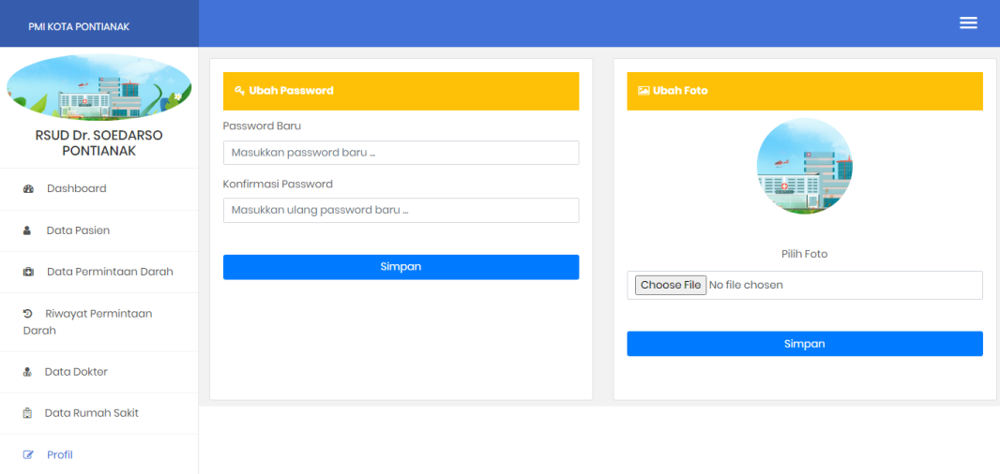 PMI KOTA PONTIANAK
RSUD Dr. SOEDARSO
PONTIANAK
Dashboard
Data Pasien
Data Permintaan Darah
Riwayat Permintaan
Darah
Data Dokter
Data Rumah Sakit
Profil
Ubah Password
Password Baru
Masukkan password baru ...
Konfirmasi Password
Masukkan ulang password baru ...
Simpan
Ubah Foto
Pilih Foto
Choose File No file chosen
Simpan